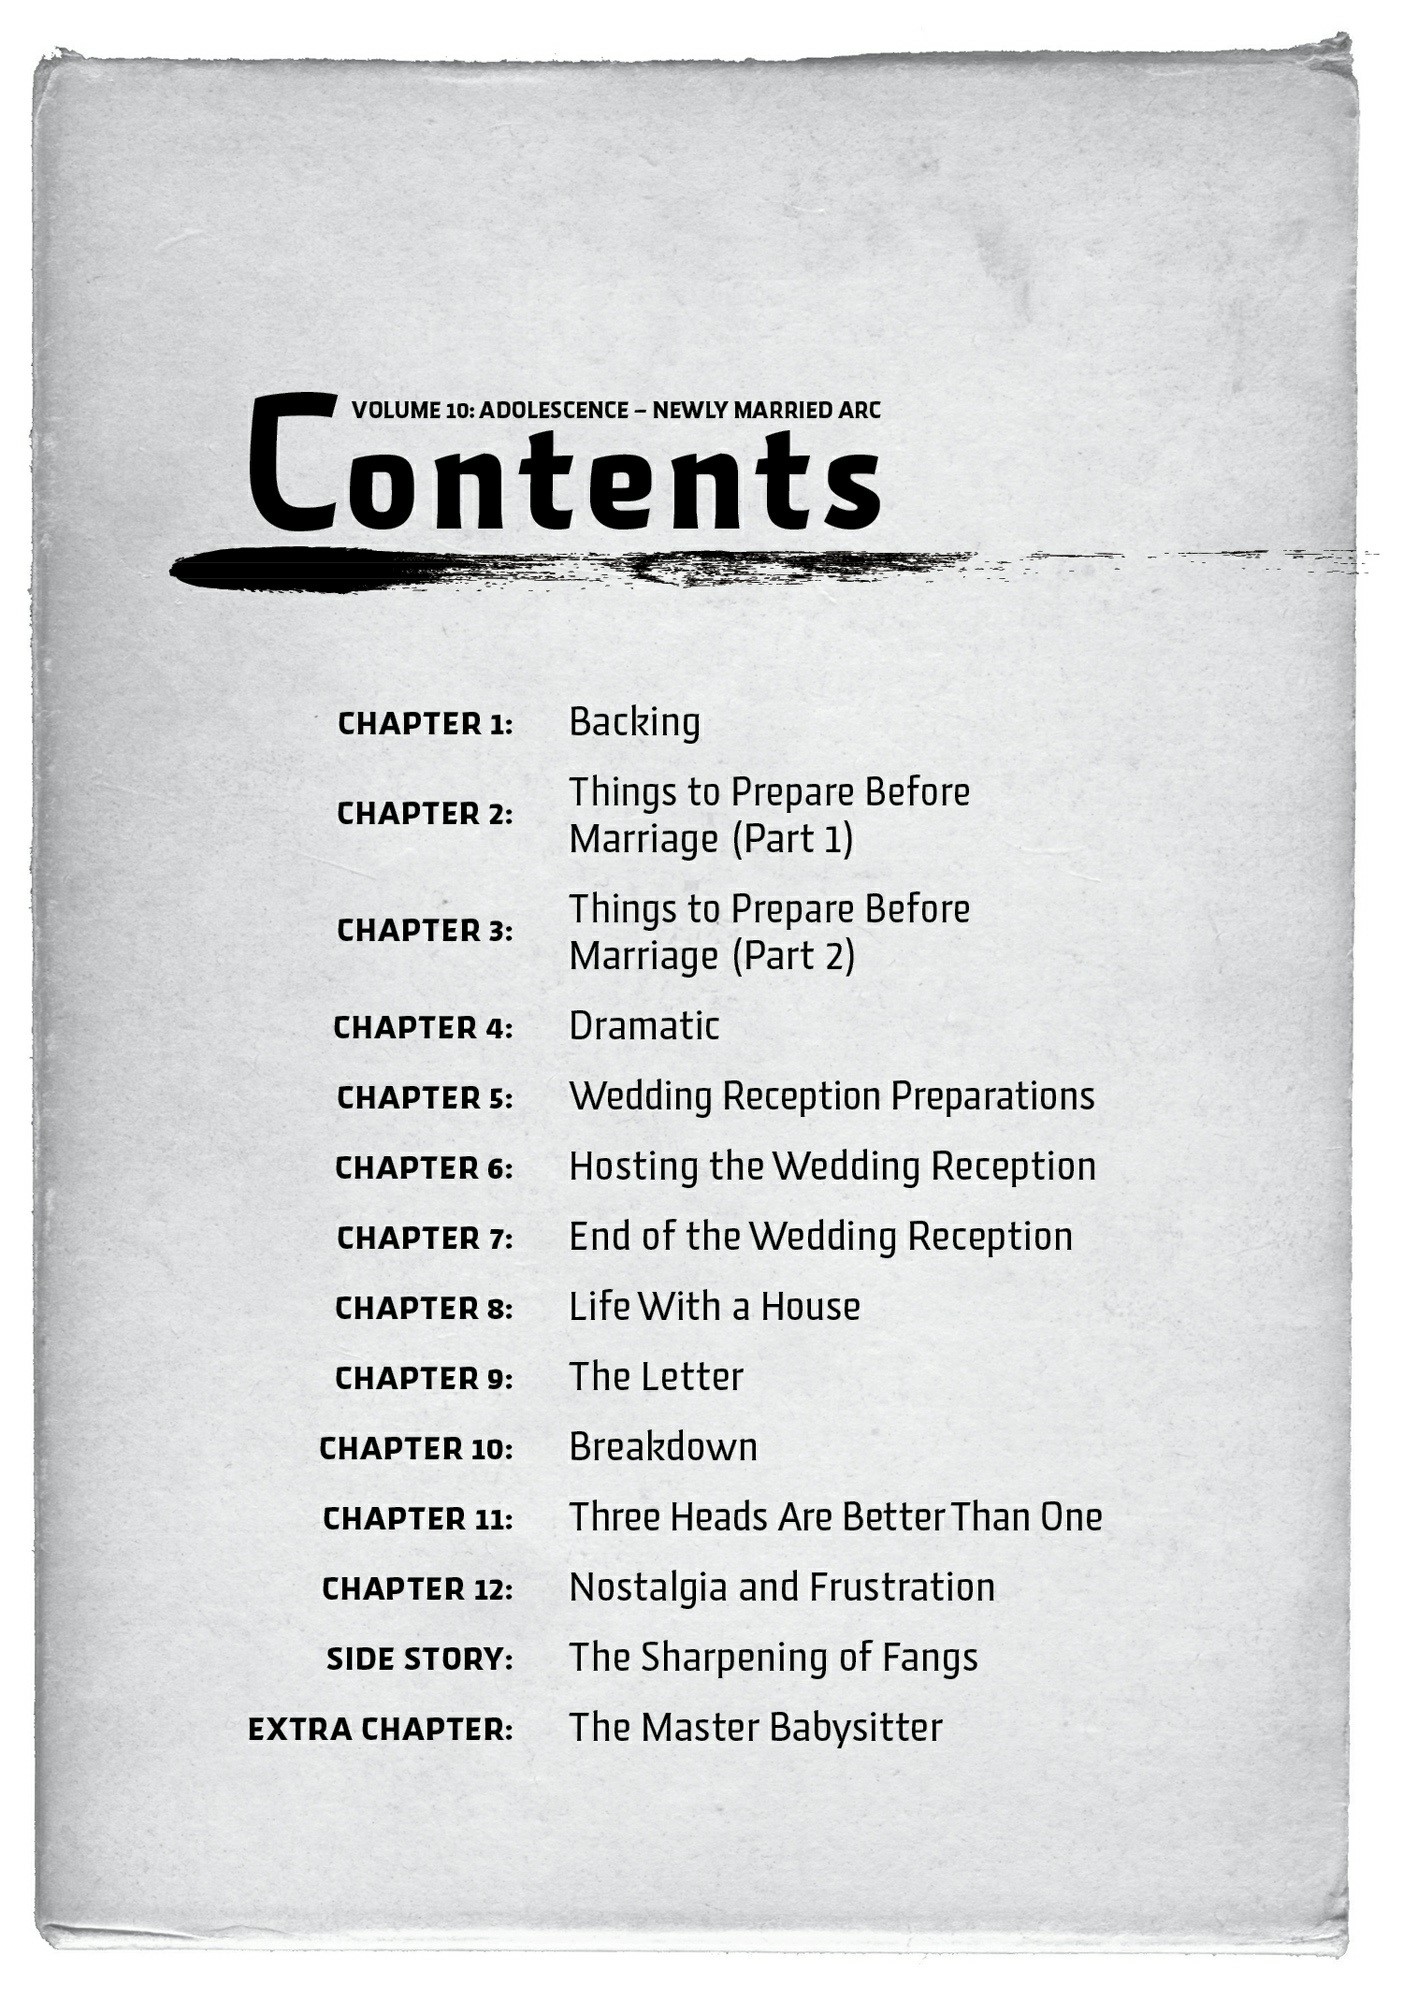 VOLUME 10: ADOLESCENCE – NEWLY MARRIED ARC
Contents
CHAPTER 1: Backing
CHAPTER 2: Things to Prepare Before
Marriage (Part 1)
CHAPTER 3: Things to Prepare Before
Marriage (Part 2)
CHAPTER 4: Dramatic
CHAPTER 5: Wedding Reception Preparations
CHAPTER 6: Hosting the Wedding Reception
CHAPTER 7: End of the Wedding Reception
CHAPTER 8: Life With a House
CHAPTER 9: The Letter
CHAPTER 10: Breakdown
CHAPTER 11: Three Heads Are Better Than One
CHAPTER 12: Nostalgia and Frustration
SIDE STORY: The Sharpening of Fangs
EXTRA CHAPTER: The Master Babysitter